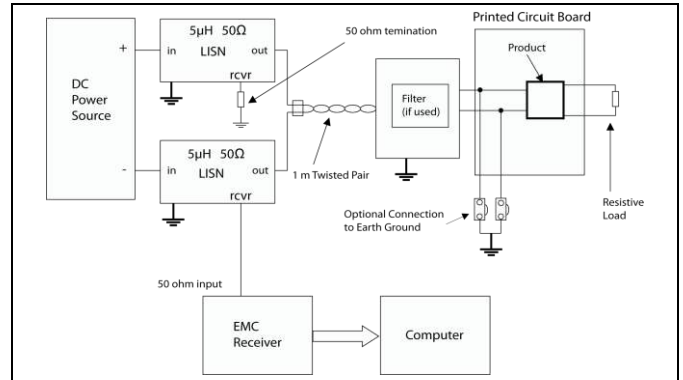 Printed Circuit Board
5µH 50Ω
LISN
in
out
rcvr
50 ohm temination
Product
+
DC
Power
Source
-
Filter
(if used)
5µH 50Ω
LISN
in
out
rcvr
1 m Twisted Pair
Optional Connection
to Earth Ground
Resistive
Load
50 ohm input
EMC
Receiver
Computer